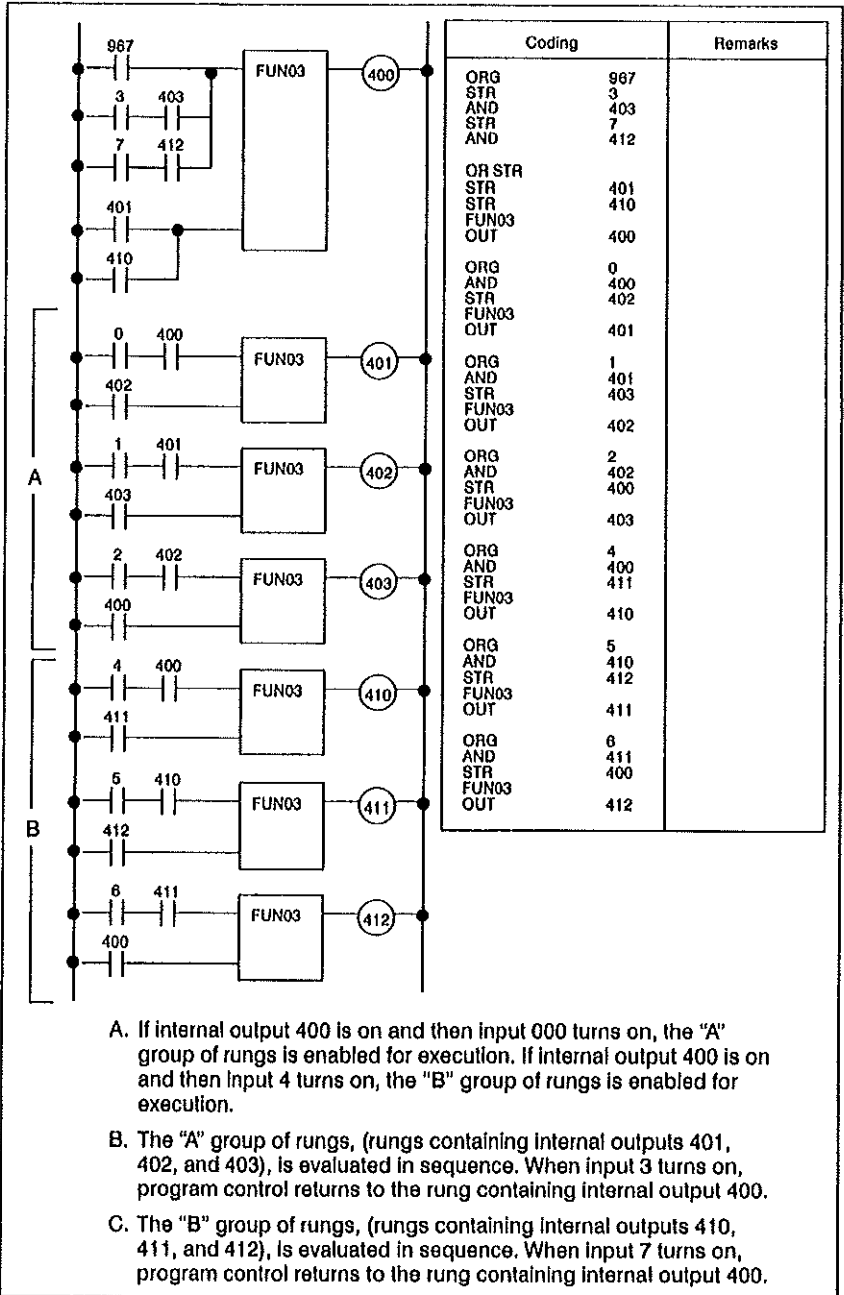 967
FUN03
400
3 403
7 412
401
410
A
0 400
FUN03
401
402
1 401
FUN03
402
403
2 402
FUN03
403
400
B
4 400
FUN03
410
411
5 410
FUN03
411
412
6 411
FUN03
412
400
Coding Remarks
ORG 967
STR 3
AND 403
STR 7
AND 412
OR STR
STR 401
STR 410
FUN03
OUT 400
ORG 0
AND 400
STR 402
FUN03
OUT 401
ORG 1
AND 401
STR 403
FUN03
OUT 402
ORG 2
AND 402
STR 400
FUN03
OUT 403
ORG 4
AND 400
STR 411
FUN03
OUT 410
ORG 5
AND 410
STR 412
FUN03
OUT 411
ORG 6
AND 411
STR 400
FUN03
OUT 412
A. If internal output 400 is on and then input 000 turns on, the "A"
group of rungs is enabled for execution. If internal output 400 is on
and then input 4 turns on, the "B" group of rungs is enabled for
execution.
B. The "A" group of rungs, (rungs containing internal outputs 401,
402, and 403), is evaluated in sequence. When input 3 turns on,
program control returns to the rung containing internal output 400.
C. The "B" group of rungs, (rungs containing internal outputs 410,
411, and 412), is evaluated in sequence. When input 7 turns on,
program control returns to the rung containing internal output 400.